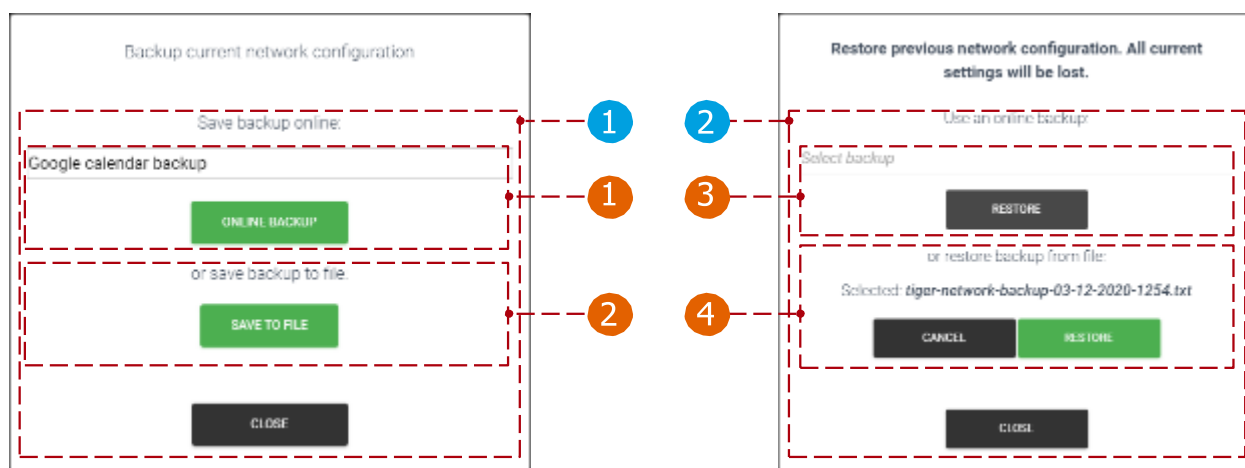 Backup current network configuration
Save backup online:
1
Google calendar backup
1
ONLINE BACKUP
or save backup to file:
2
SAVE TO FILE
CLOSE
Restore previous network configuration. All current
settings will be lost.
2
Use an online backup:
Select backup
3
RESTORE
or restore backup from file:
4
Selected: tiger-network-backup-03-12-2020-1254.txt
CANCEL
RESTORE
CLOSE